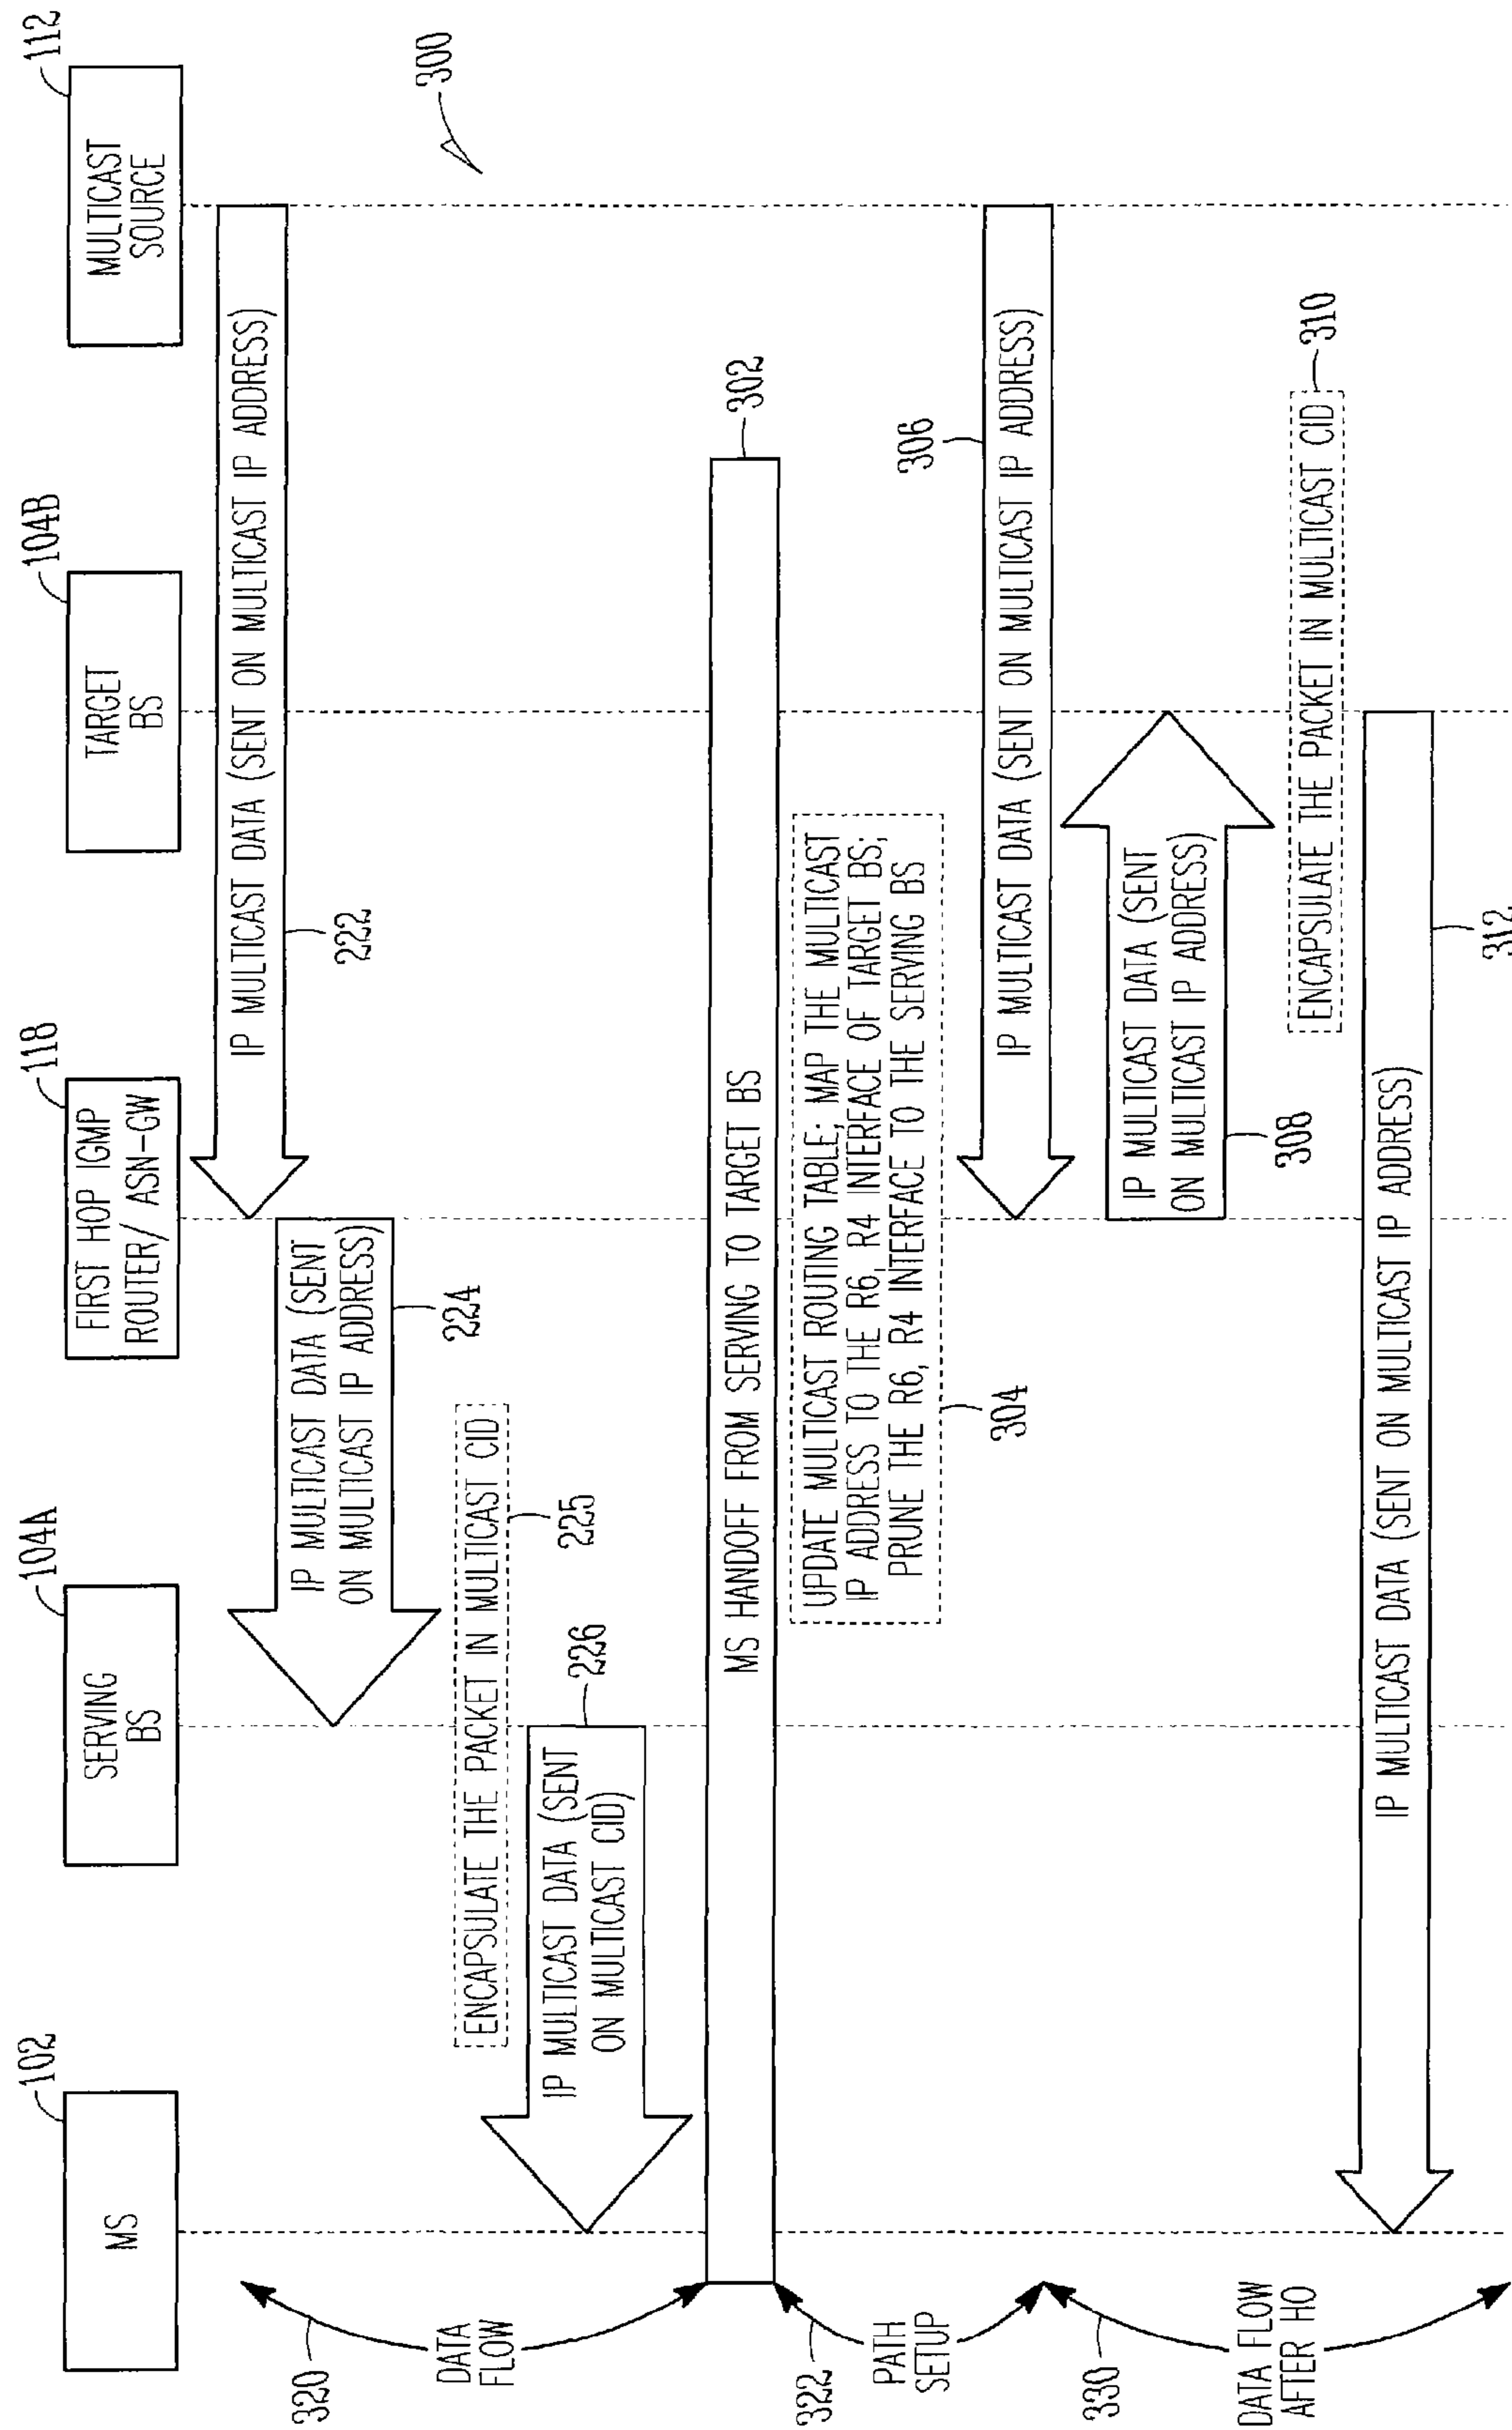 102
MS
104A
SERVING
BS
118
FIRST HOP IGMP
ROUTER/ ASN-GW
104B
TARGET
BS
112
MULTICAST
SOURCE
300
320
DATA
FLOW
IP MULTICAST DATA (SENT ON MULTICAST IP ADDRESS)
222
IP MULTICAST DATA (SENT
ON MULTICAST IP ADDRESS)
224
ENCAPSULATE THE PACKET IN MULTICAST CID
225
IP MULTICAST DATA (SENT
ON MULTICAST CID)
226
MS HANDOFF FROM SERVING TO TARGET BS
302
322
PATH
SETUP
UPDATE MULTICAST ROUTING TABLE; MAP THE MULTICAST
IP ADDRESS TO THE R6, R4 INTERFACE OF TARGET BS;
PRUNE THE R6, R4 INTERFACE TO THE SERVING BS
304
306
IP MULTICAST DATA (SENT ON MULTICAST IP ADDRESS)
330
DATA FLOW
AFTER HO
IP MULTICAST DATA (SENT
ON MULTICAST IP ADDRESS)
308
ENCAPSULATE THE PACKET IN MULTICAST CID
310
IP MULTICAST DATA (SENT ON MULTICAST IP ADDRESS)
312